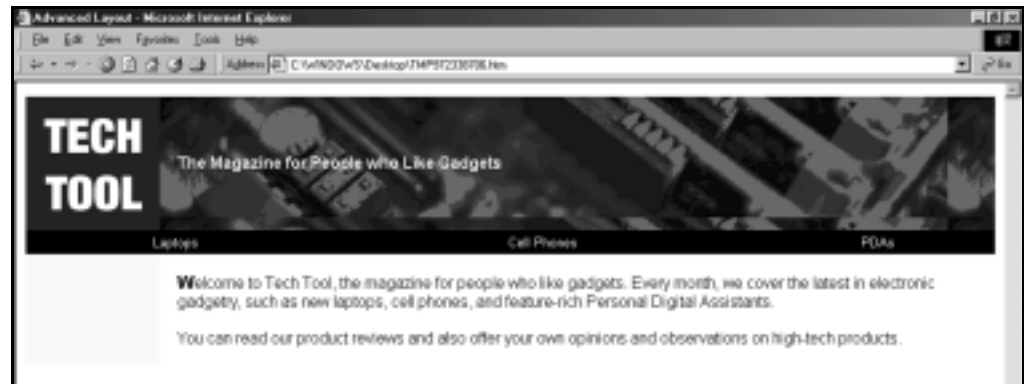 Advanced Layout - Microsoft Internet Explorer
File Edit View Favorites Tools Help
Address C:\WINDOWS\Desktop\TMP972338706.htm Go
TECH
TOOL
The Magazine for People who Like Gadgets
Laptops Cell Phones PDAs
Welcome to Tech Tool, the magazine for people who like gadgets. Every month, we cover the latest in electronic
gadgetry, such as new laptops, cell phones, and feature-rich Personal Digital Assistants.
You can read our product reviews and also offer your own opinions and observations on high-tech products.